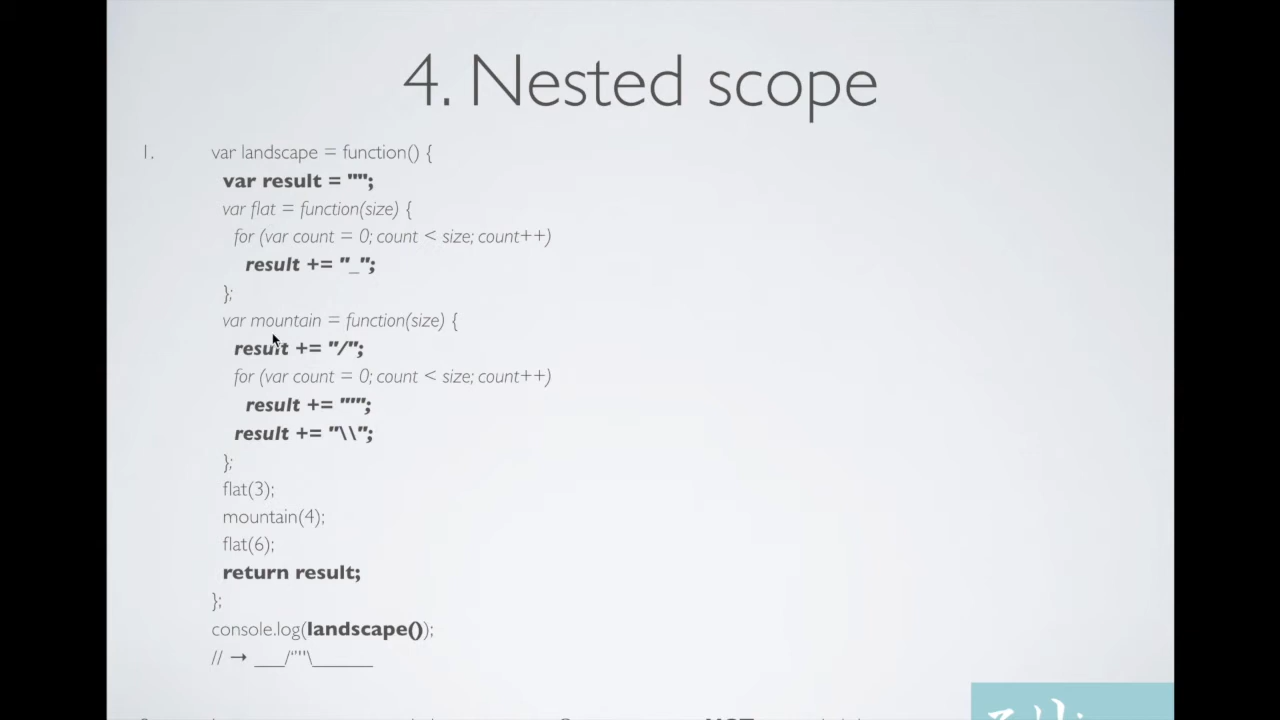 4. Nested scope
1. var landscape = function() {
var result = "";
var flat = function(size) {
for (var count = 0; count < size; count++)
result += "_";
};
var mountain = function(size) {
result += "/";
for (var count = 0; count < size; count++)
result += "'";
result += "\\";
};
flat(3);
mountain(4);
flat(6);
return result;
};
console.log(landscape());
// → ___/''''\______